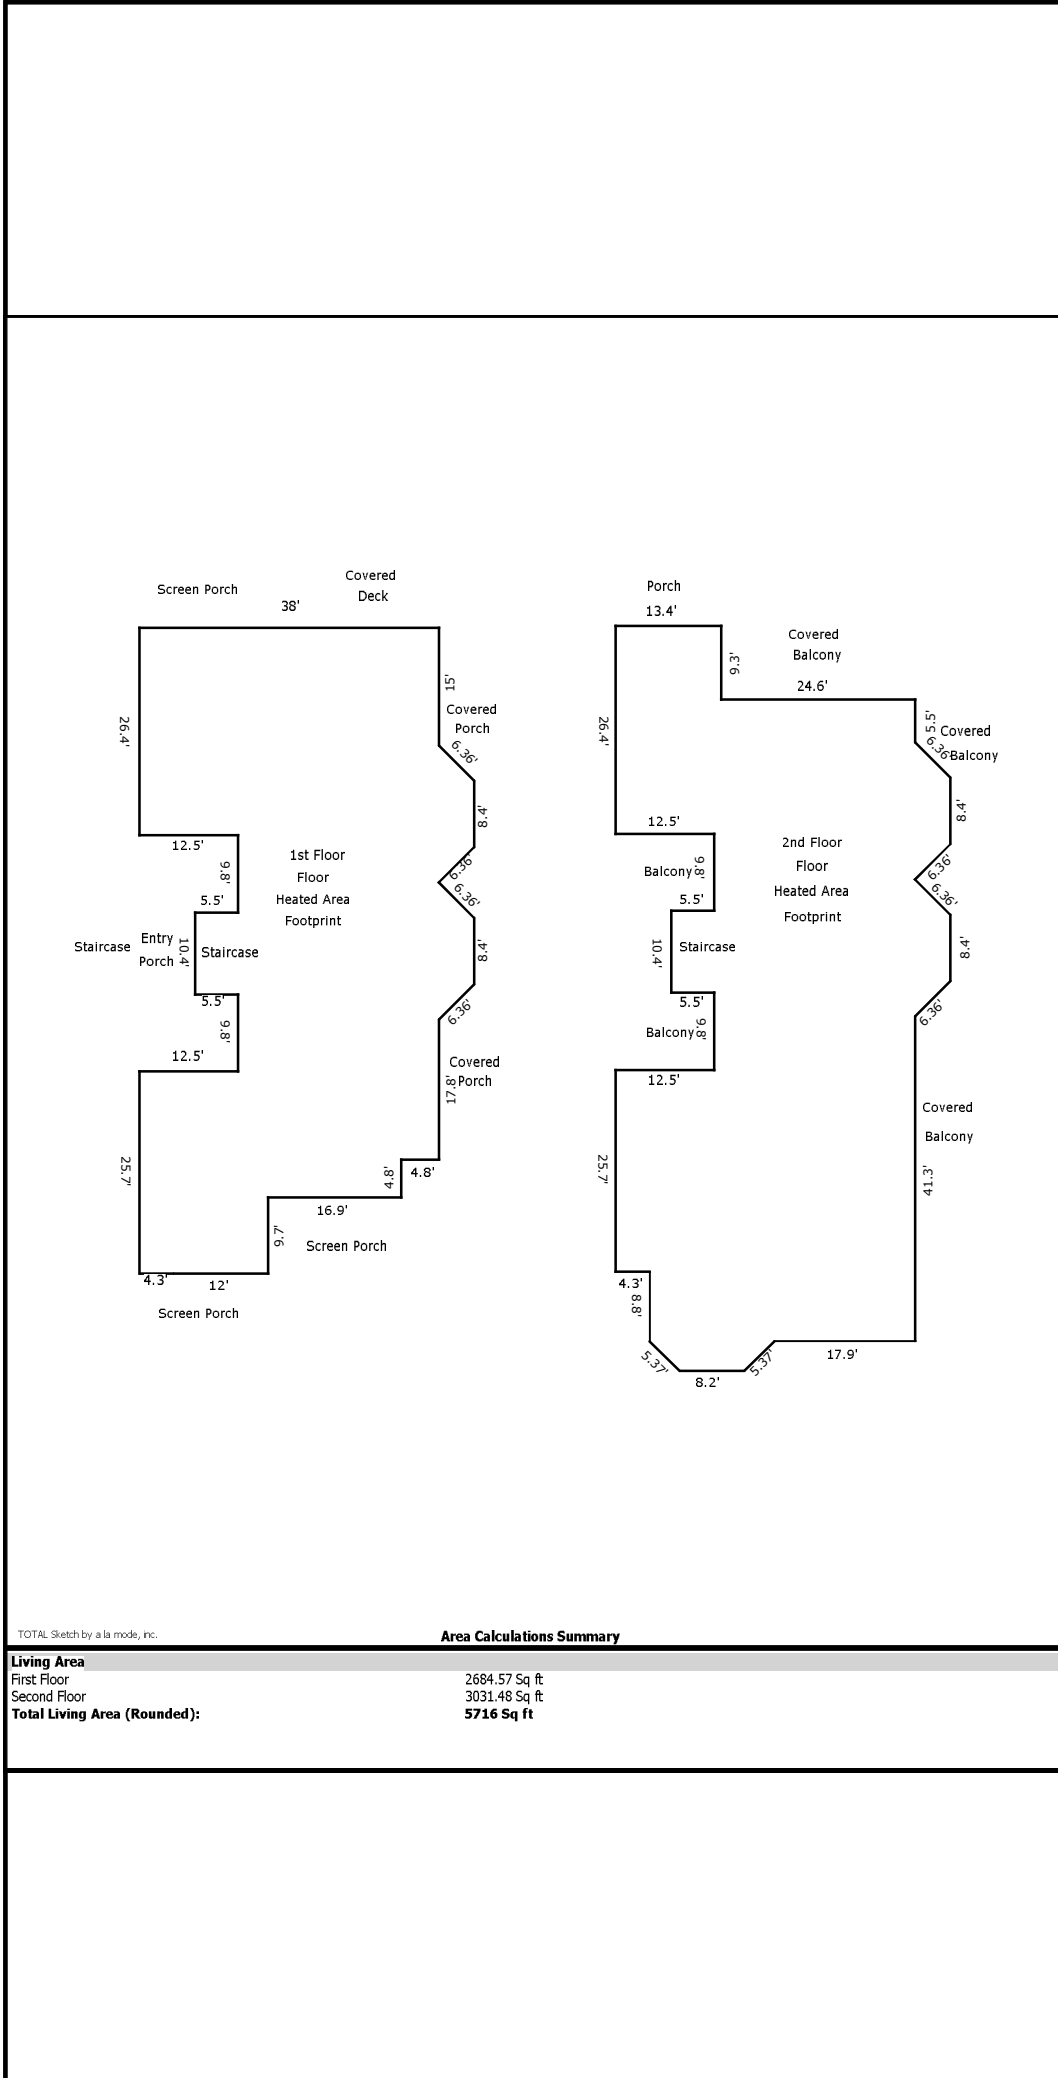 Screen Porch
Covered
Deck
38'
15'
Covered
Porch
6.36'
26.4'
8.4'
12.5'
9.8'
1st Floor
Floor
Heated Area
Footprint
6.36'
6.36'
5.5'
Staircase
Entry
Porch
10.4'
Staircase
8.4'
5.5'
6.36'
9.8'
12.5'
Covered
Porch
17.8'
25.7'
4.8'
4.8'
16.9'
9.7'
Screen Porch
4.3'
12'
Screen Porch
Porch
13.4'
Covered
Balcony
9.3'
24.6'
5.5'
Covered
Balcony
6.36'
26.4'
8.4'
12.5'
2nd Floor
Floor
Heated Area
Footprint
Balcony
9.8'
6.36'
6.36'
5.5'
10.4'
Staircase
8.4'
5.5'
6.36'
Balcony
9.8'
12.5'
Covered
Balcony
25.7'
41.3'
4.3'
8.8'
5.37'
8.2'
5.37'
17.9'
TOTAL Sketch by a la mode, inc.
Area Calculations Summary
Living Area
First Floor 2684.57 Sq ft
Second Floor 3031.48 Sq ft
Total Living Area (Rounded): 5716 Sq ft